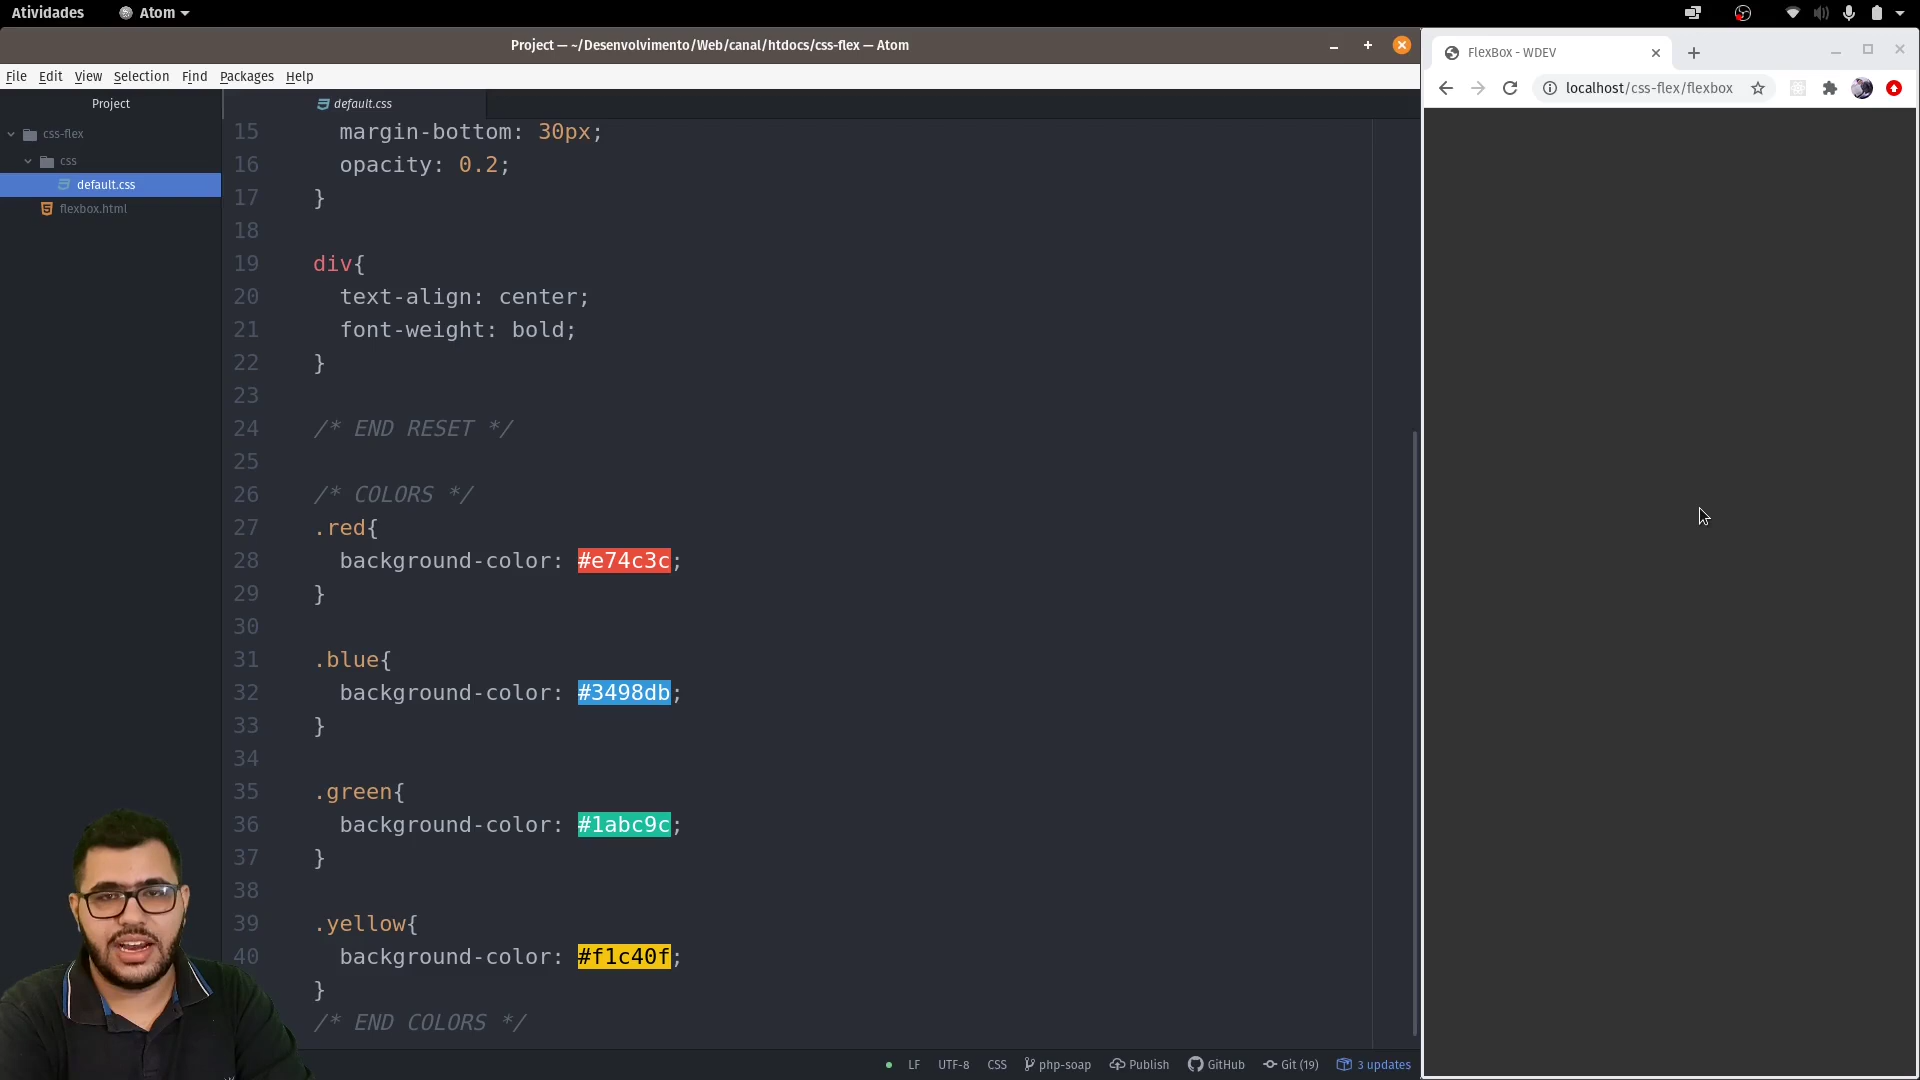 Atividades
Atom
Project — ~/Desenvolvimento/Web/canal/htdocs/css-flex — Atom
File Edit View Selection Find Packages Help
Project
css-flex
css
default.css
flexbox.html
default.css
15 margin-bottom: 30px;
16 opacity: 0.2;
17 }
18
19 div{
20 text-align: center;
21 font-weight: bold;
22 }
23
24 /* END RESET */
25
26 /* COLORS */
27 .red{
28 background-color: #e74c3c;
29 }
30
31 .blue{
32 background-color: #3498db;
33 }
34
35 .green{
36 background-color: #1abc9c;
37 }
38
39 .yellow{
40 background-color: #f1c40f;
}
/* END COLORS */
LF UTF-8 CSS php-soap Publish GitHub Git (19) 3 updates
FlexBox - WDEV
localhost/css-flex/flexbox